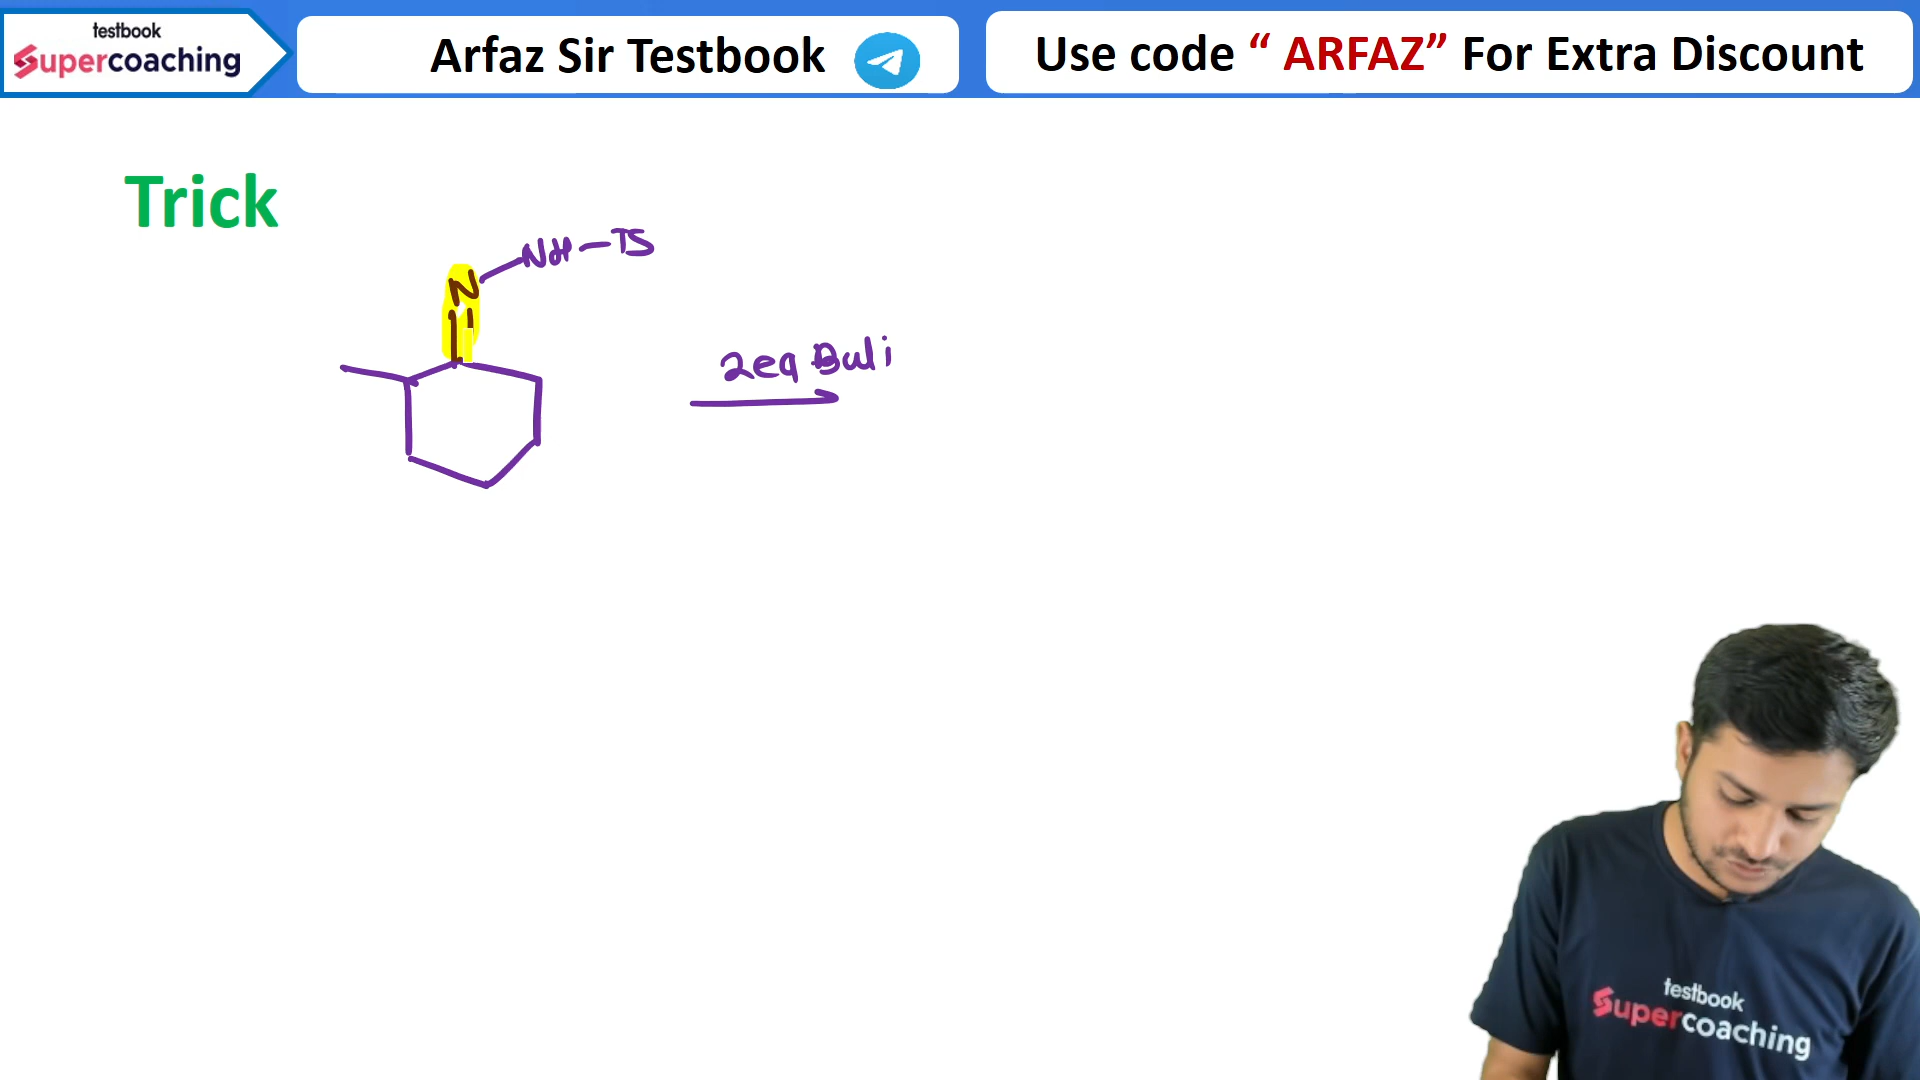 testbook
Supercoaching
Arfaz Sir Testbook
Use code “ ARFAZ” For Extra Discount
Trick
N
NH-TS
2eq Buli
testbook
Supercoaching